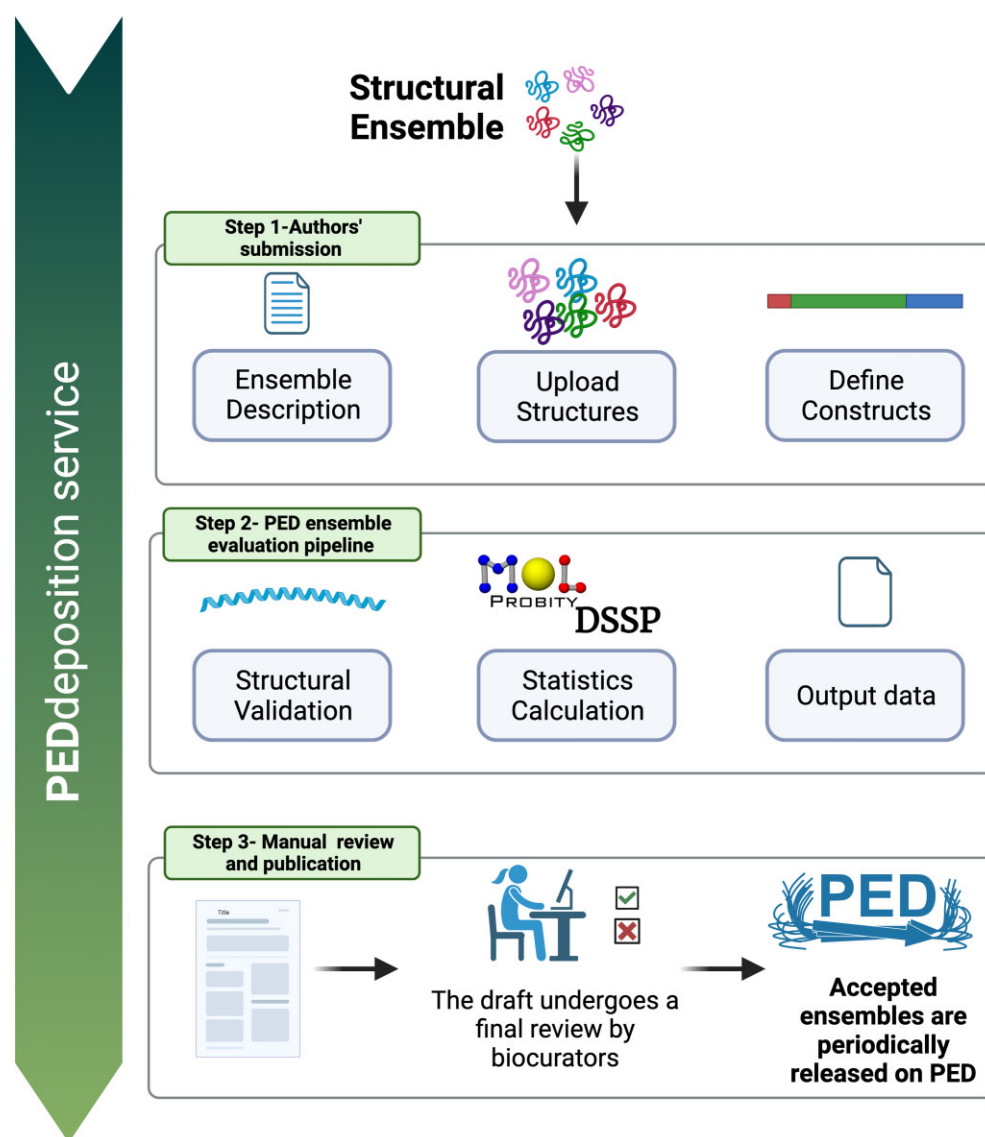 PEDdeposition service
Structural
Ensemble
Step 1-Authors'
submission
Ensemble
Description
Upload
Structures
Define
Constructs
Step 2- PED ensemble
evaluation pipeline
MOL
PROBITY
DSSP
Structural
Validation
Statistics
Calculation
Output data
Step 3- Manual review
and publication
Title
The draft undergoes a
final review by
biocurators
PED
Accepted
ensembles are
periodically
released on PED